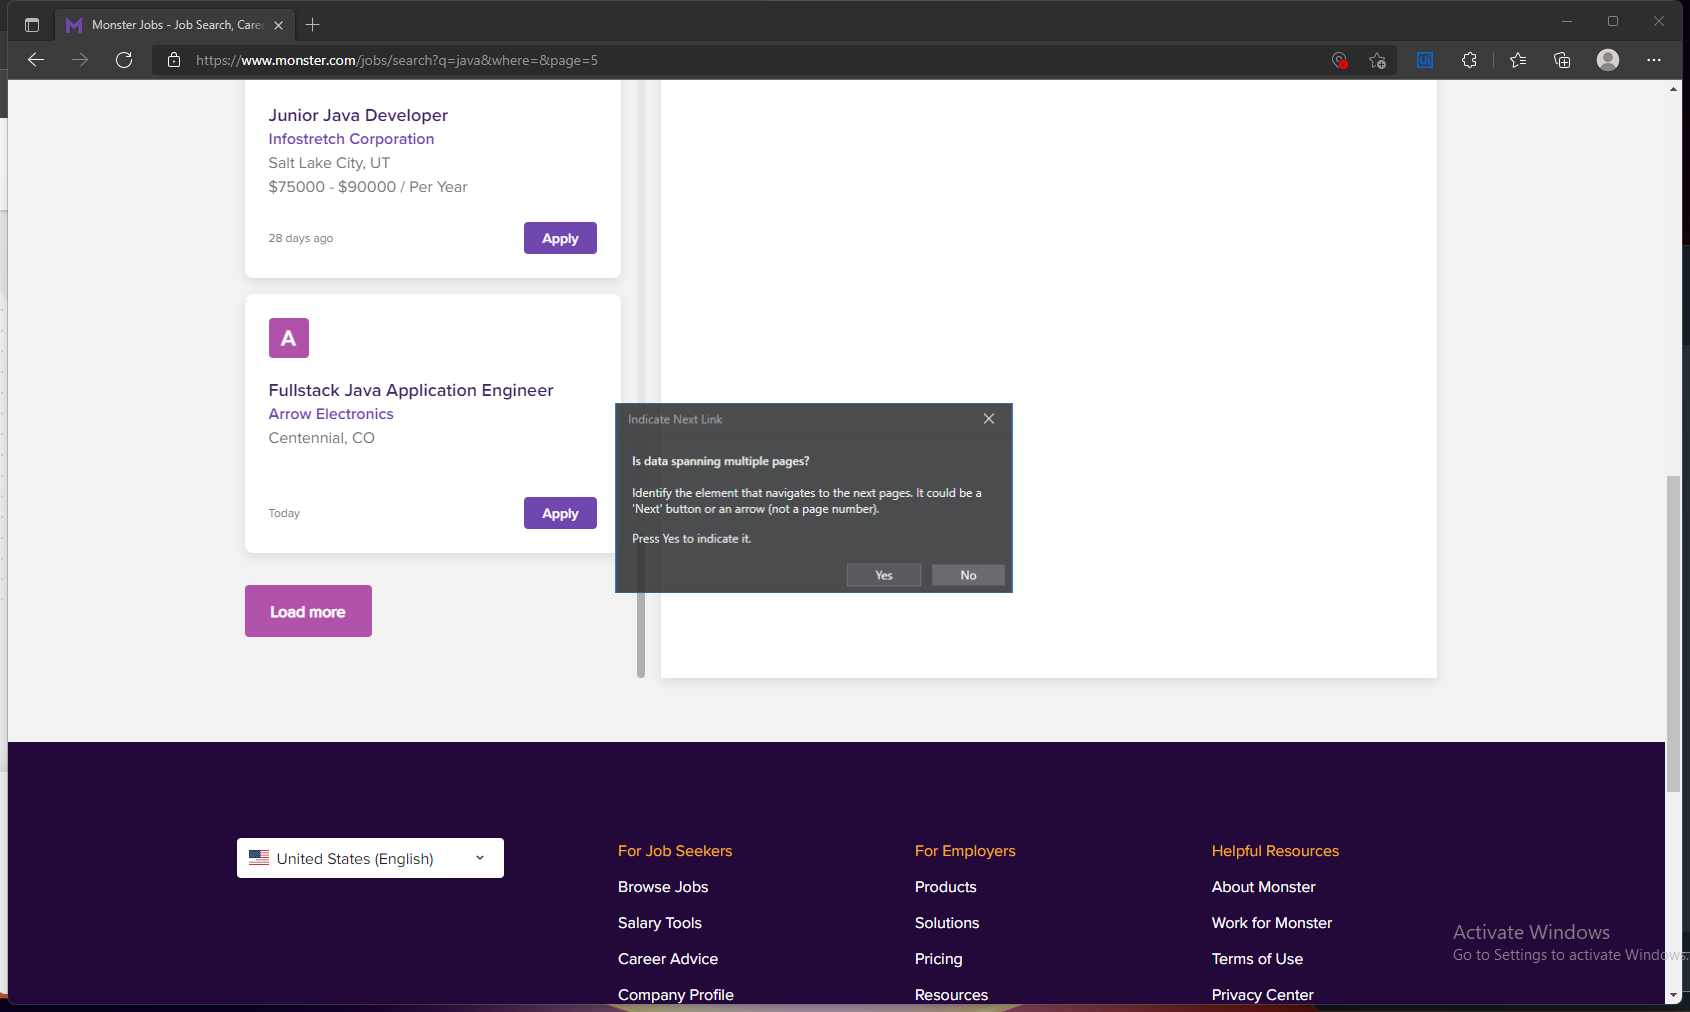 Monster Jobs - Job Search, Caree
https://www.monster.com/jobs/search?q=java&where=&page=5
UI
Junior Java Developer
Infostretch Corporation
Salt Lake City, UT
$75000 - $90000 / Per Year
28 days ago
Apply
A
Fullstack Java Application Engineer
Arrow Electronics
Centennial, CO
Today
Apply
Load more
Indicate Next Link
Is data spanning multiple pages?
Identify the element that navigates to the next pages. It could be a
'Next' button or an arrow (not a page number).
Press Yes to indicate it.
Yes
No
United States (English)
For Job Seekers
Browse Jobs
Salary Tools
Career Advice
Company Profile
For Employers
Products
Solutions
Pricing
Resources
Helpful Resources
About Monster
Work for Monster
Terms of Use
Privacy Center
Activate Windows
Go to Settings to activate Windows.